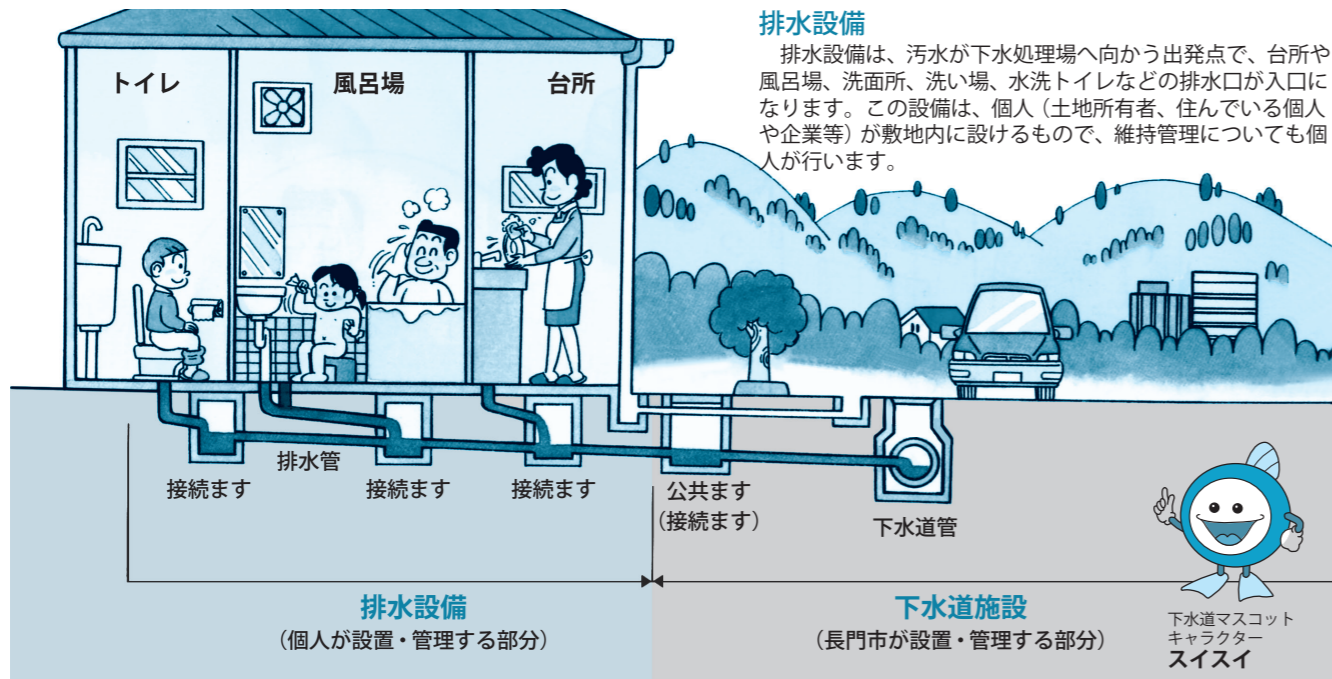 排水設備
排水設備は、汚水が下水処理場へ向かう出発点で、台所や
風呂場、洗面所、洗い場、水洗トイレなどの排水口が入口に
なります。この設備は、個人（土地所有者、住んでいる個人
や企業等）が敷地内に設けるもので、維持管理についても個
人が行います。
トイレ
風呂場
台所
排水管
接続ます
接続ます
接続ます
公共ます
（接続ます）
下水道管
排水設備
（個人が設置・管理する部分）
下水道施設
（長門市が設置・管理する部分）
下水道マスコット
キャラクター
スイスイ